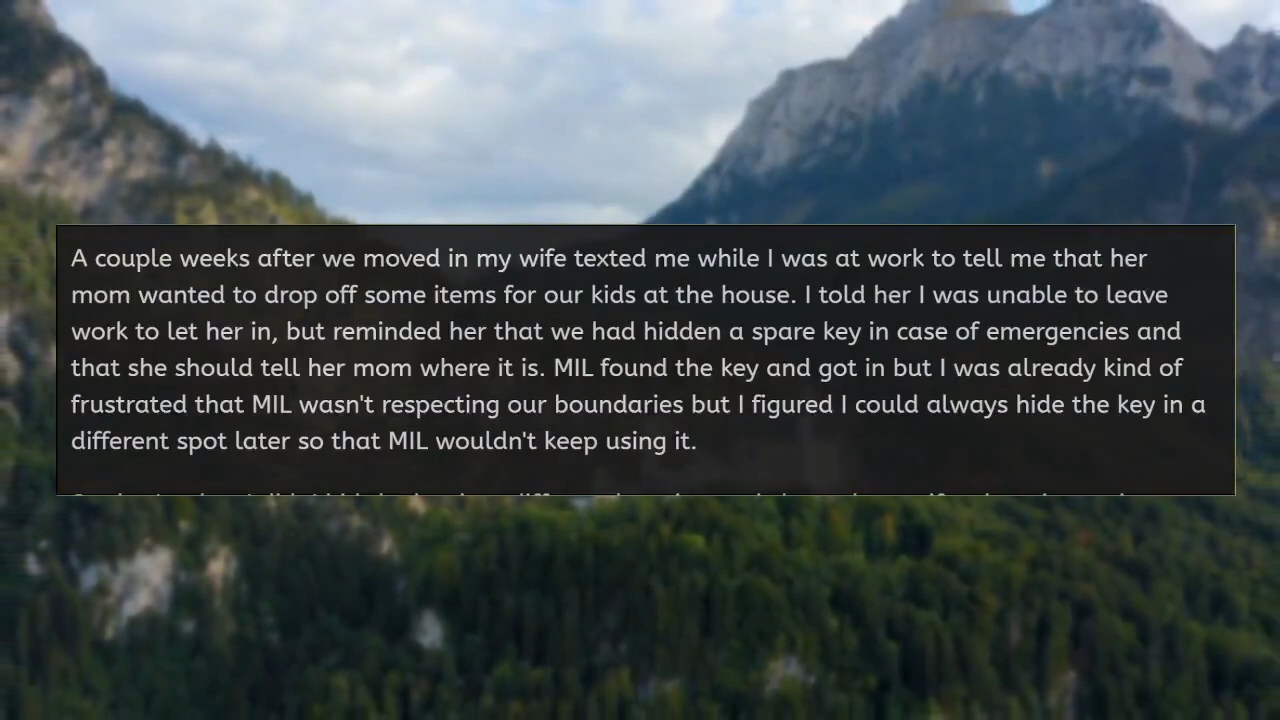 A couple weeks after we moved in my wife texted me while I was at work to tell me that her
mom wanted to drop off some items for our kids at the house. I told her I was unable to leave
work to let her in, but reminded her that we had hidden a spare key in case of emergencies and
that she should tell her mom where it is. MIL found the key and got in but I was already kind of
frustrated that MIL wasn't respecting our boundaries but I figured I could always hide the key in a
different spot later so that MIL wouldn't keep using it.